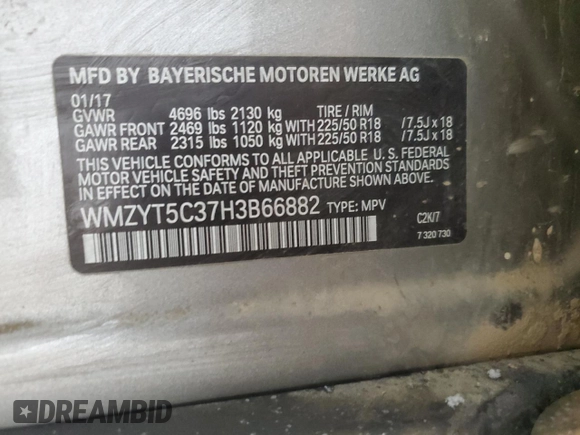 MFD BY BAYERISCHE MOTOREN WERKE AG
01/17
GVWR 4696 lbs 2130 kg TIRE / RIM
GAWR FRONT 2469 lbs 1120 kg WITH 225/50 R18 /7.5J x 18
GAWR REAR 2315 lbs 1050 kg WITH 225/50 R18 /7.5J x 18
THIS VEHICLE CONFORMS TO ALL APPLICABLE U. S. FEDERAL
MOTOR VEHICLE SAFETY AND THEFT PREVENTION STANDARDS
IN EFFECT ON THE DATE OF MANUFACTURE SHOWN ABOVE.
WMZYT5C37H3B66882 TYPE: MPV
C2K/7
7 320 730
DREAMBID